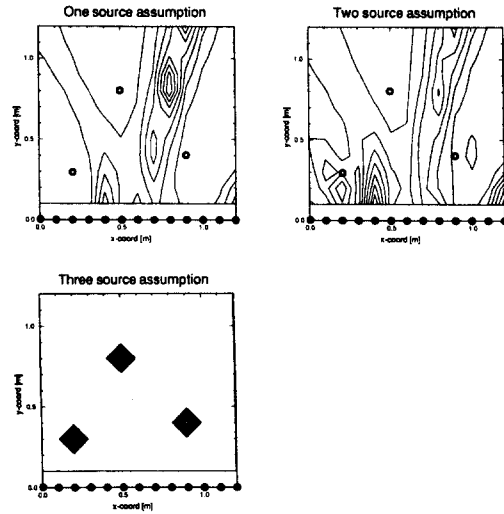 One source assumption
y-coord [m]
1.0
0.5
0.0
0.0 0.5 1.0
x-coord [m]
Two source assumption
y-coord [m]
1.0
0.5
0.0
0.0 0.5 1.0
x-coord [m]
Three source assumption
y-coord [m]
1.0
0.5
0.0
0.0 0.5 1.0
x-coord [m]